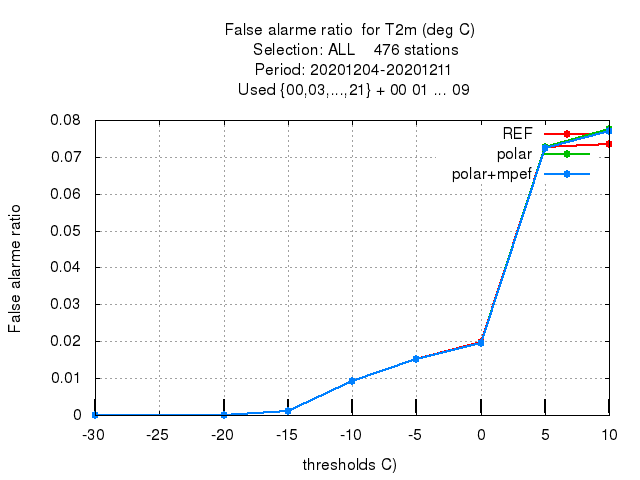 False alarme ratio  for T2m (deg C)
Selection: ALL    476 stations
Period: 20201204-20201211
Used {00,03,...,21} + 00 01 ... 09
0.08
0.07
0.06
0.05
0.04
0.03
0.02
0.01
0
False alarme ratio
REF
polar
polar+mpef
-30 -25 -20 -15 -10 -5 0 5 10
thresholds C)